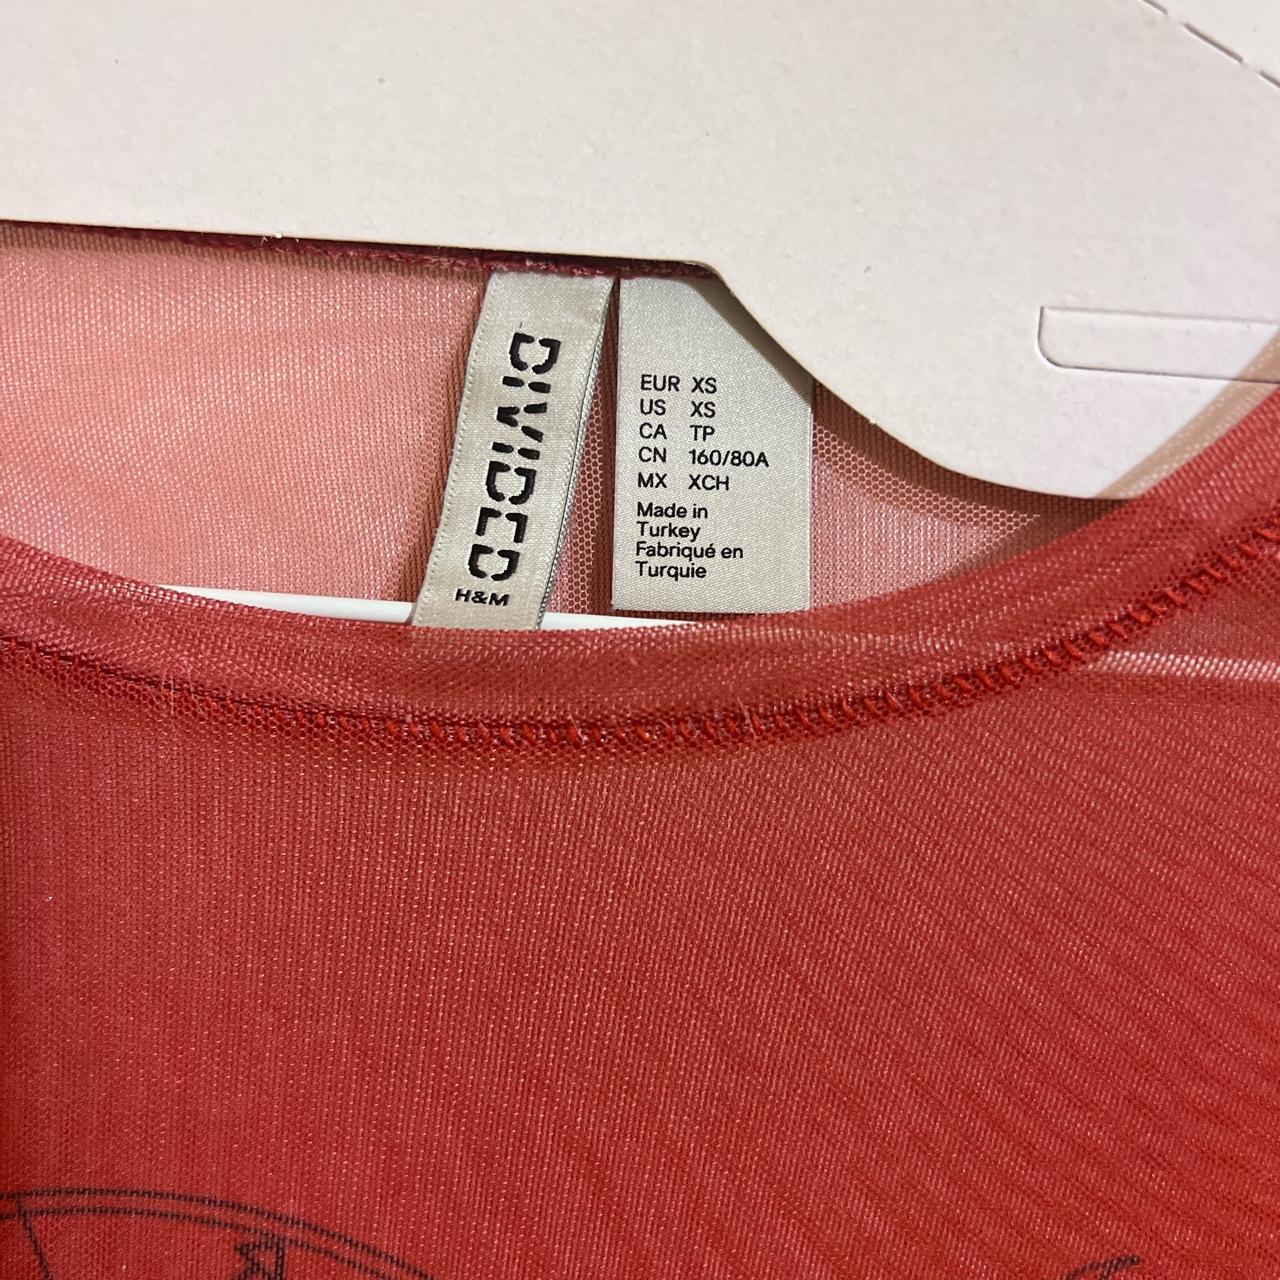 DIVIDED
H&M
EUR XS
US XS
CA TP
CN 160/80A
MX XCH
Made in
Turkey
Fabriqué en
Turquie